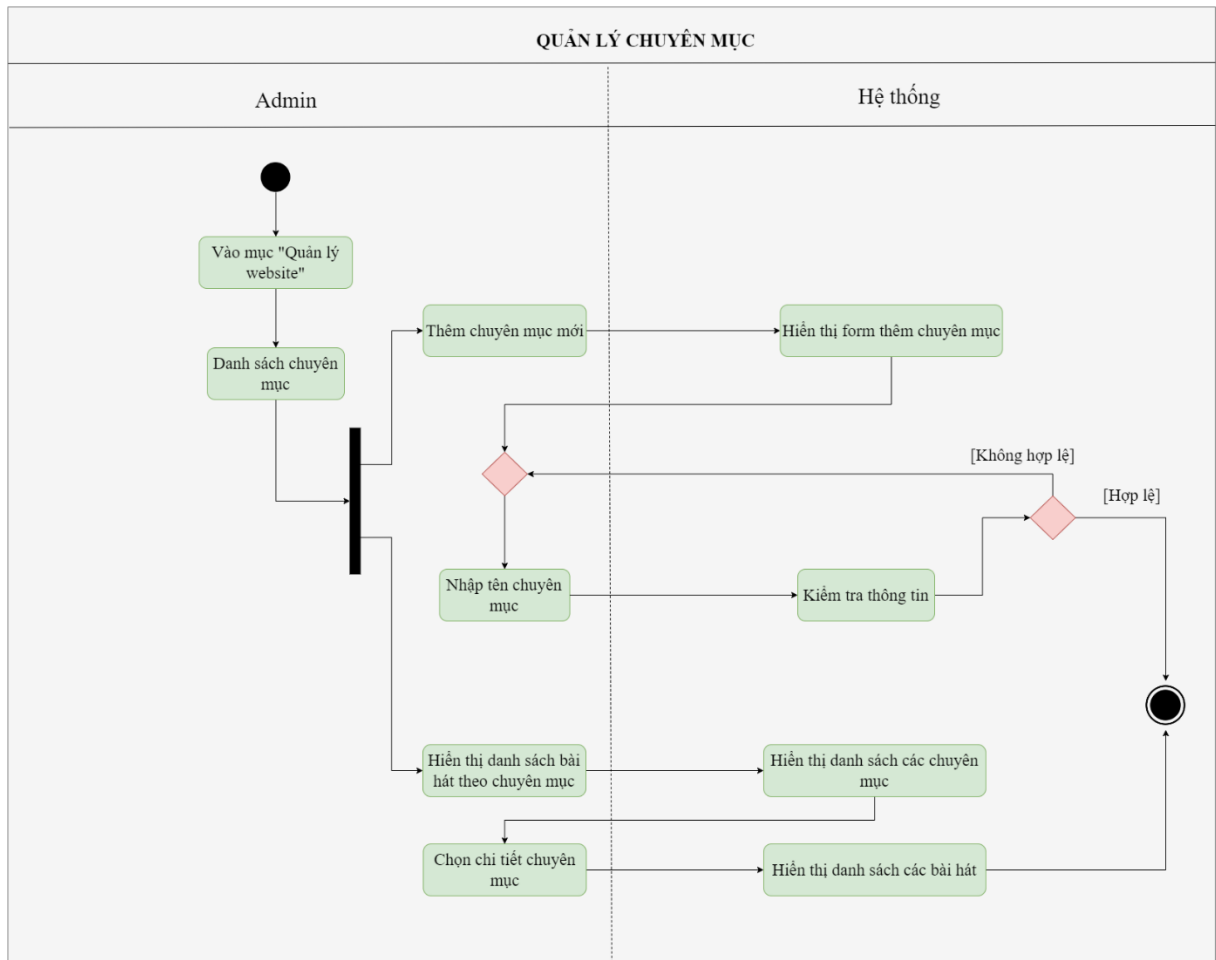 QUẢN LÝ CHUYÊN MỤC
Admin
Hệ thống
Vào mục "Quản lý
website"
Danh sách chuyên
mục
Thêm chuyên mục mới
Hiển thị form thêm chuyên mục
[Không hợp lệ]
[Hợp lệ]
Nhập tên chuyên
mục
Kiểm tra thông tin
Hiển thị danh sách bài
hát theo chuyên mục
Hiển thị danh sách các chuyên
mục
Chọn chi tiết chuyên
mục
Hiển thị danh sách các bài hát